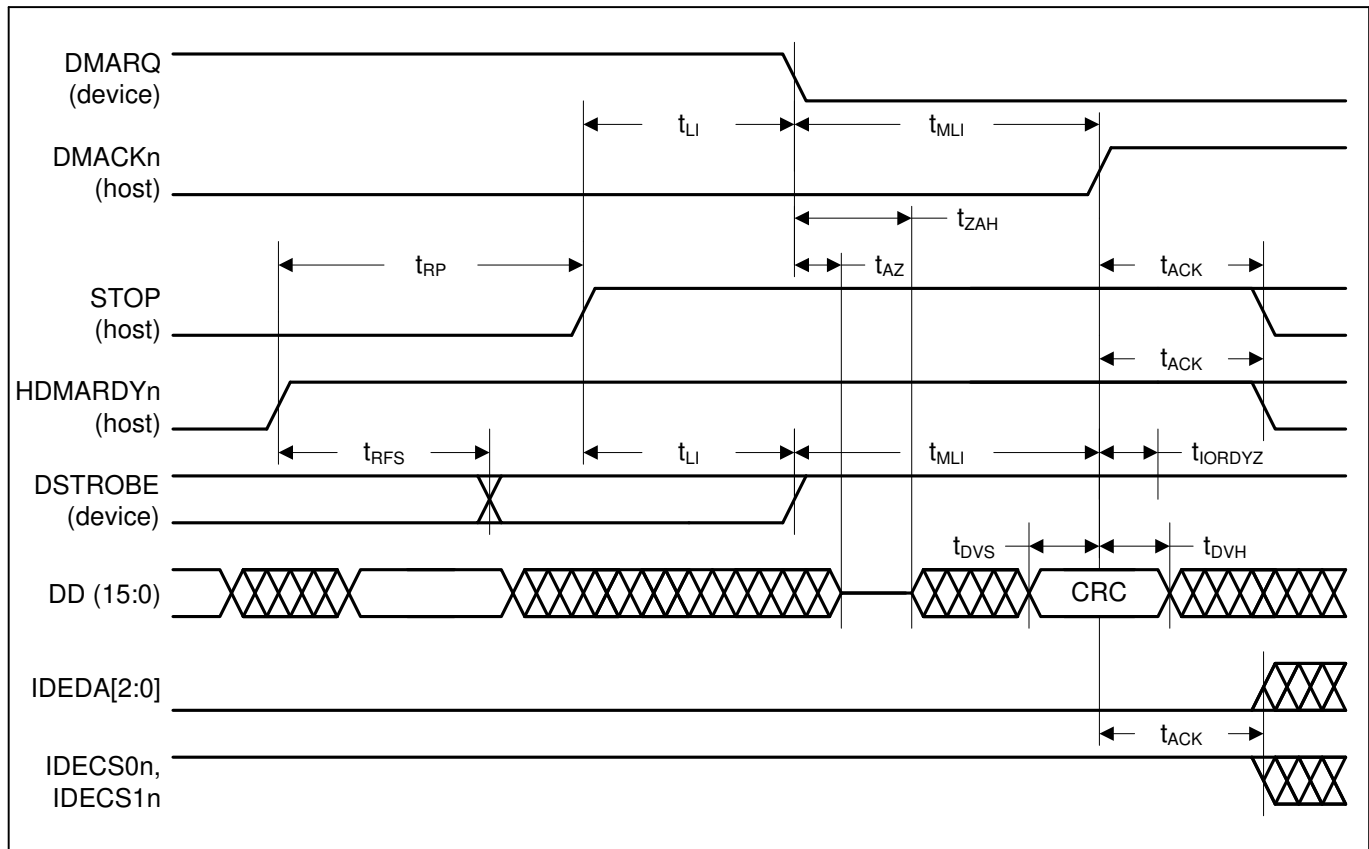 DMARQ
(device)
tLI
tMLI
DMACKn
(host)
tZAH
tRP
tAZ
tACK
STOP
(host)
tACK
HDMARDYn
(host)
tRFS
tLI
tMLI
tIORDYZ
DSTROBE
(device)
tDVS
tDVH
DD (15:0)
CRC
IDEDA[2:0]
tACK
IDECS0n,
IDECS1n